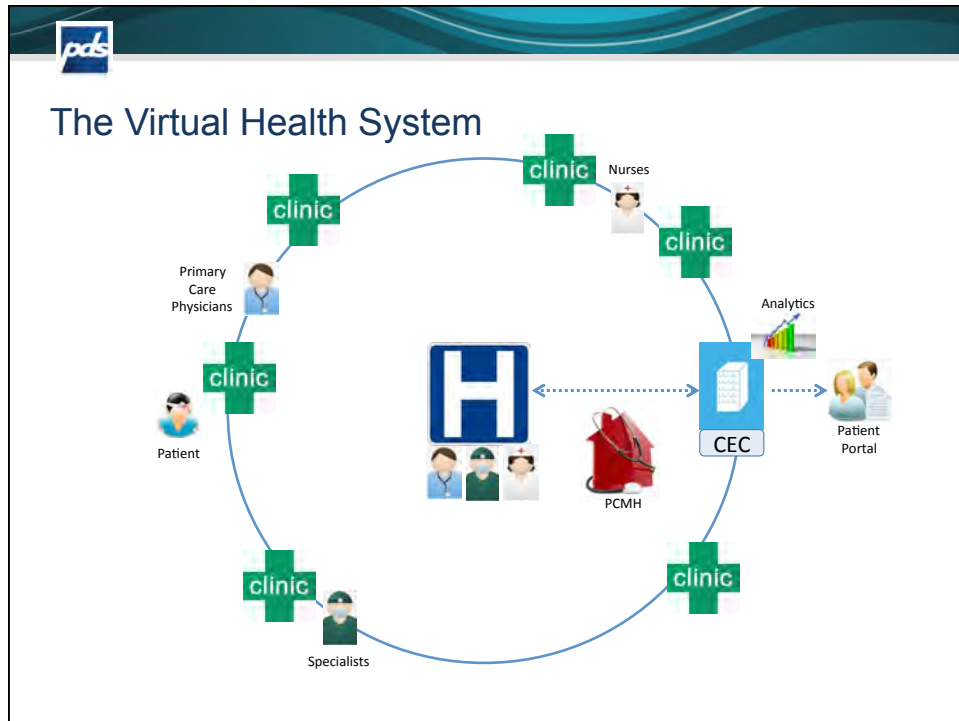 pds
The Virtual Health System
clinic
Nurses
clinic
clinic
Primary
Care
Physicians
Analytics
clinic
H
CEC
Patient
Patient
Portal
PCMH
clinic
clinic
Specialists